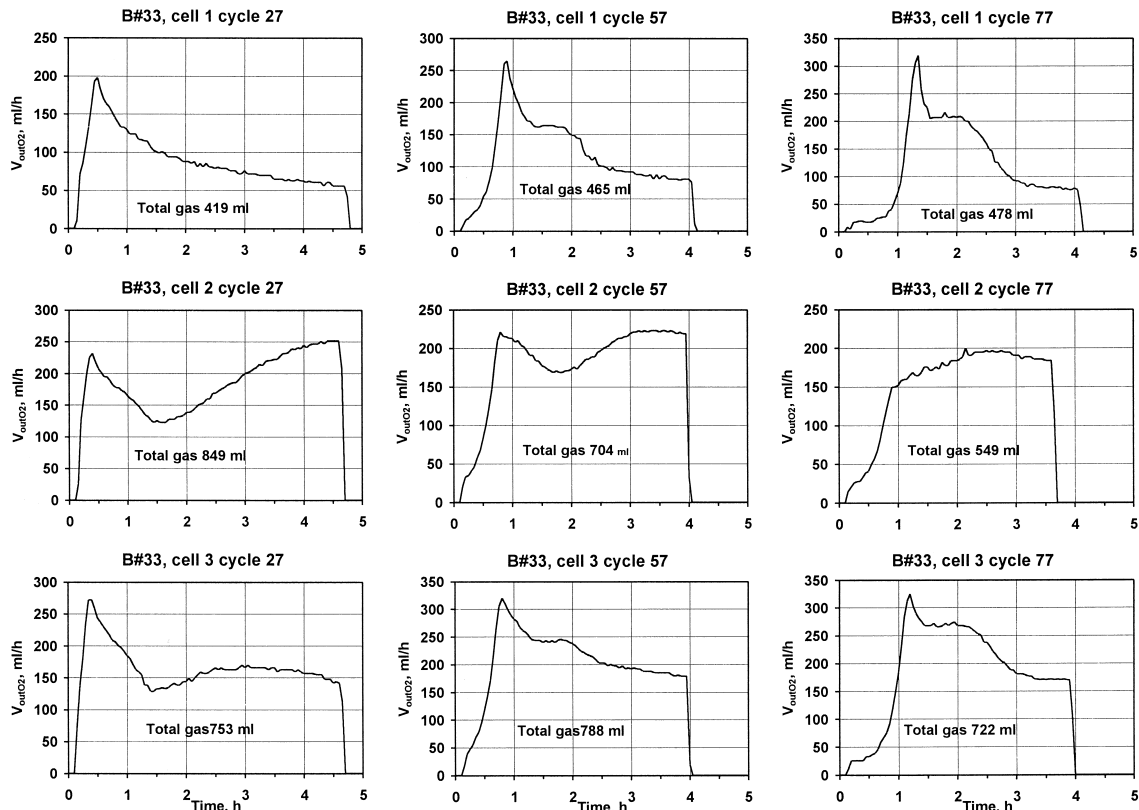 B#33, cell 1 cycle 27
B#33, cell 1 cycle 57
B#33, cell 1 cycle 77
250
200
150
100
50
0
V outO2, ml/h
Total gas 419 ml
0 1 2 3 4 5
300
250
200
150
100
50
0
V outO2, ml/h
Total gas 465 ml
0 1 2 3 4 5
350
300
250
200
150
100
50
0
V outO2, ml/h
Total gas 478 ml
0 1 2 3 4 5
B#33, cell 2 cycle 27
B#33, cell 2 cycle 57
B#33, cell 2 cycle 77
300
250
200
150
100
50
0
V outO2, ml/h
Total gas 849 ml
0 1 2 3 4 5
250
200
150
100
50
0
V outO2, ml/h
Total gas 704 ml
0 1 2 3 4 5
250
200
150
100
50
0
V outO2, ml/h
Total gas 549 ml
0 1 2 3 4 5
B#33, cell 3 cycle 27
B#33, cell 3 cycle 57
B#33, cell 3 cycle 77
300
250
200
150
100
50
0
V outO2, ml/h
Total gas753 ml
0 1 2 3 4 5
Time, h
350
300
250
200
150
100
50
0
V outO2, ml/h
Total gas788 ml
0 1 2 3 4 5
Time, h
350
300
250
200
150
100
50
0
V outO2, ml/h
Total gas 722 ml
0 1 2 3 4 5
Time, h